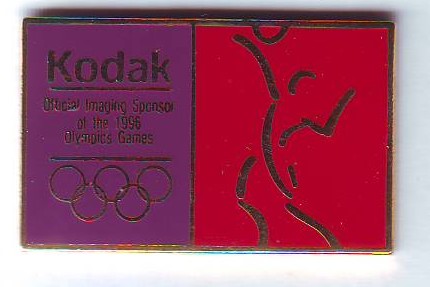 Kodak
Official Imaging Sponsor
of the 1996
Olympics Games